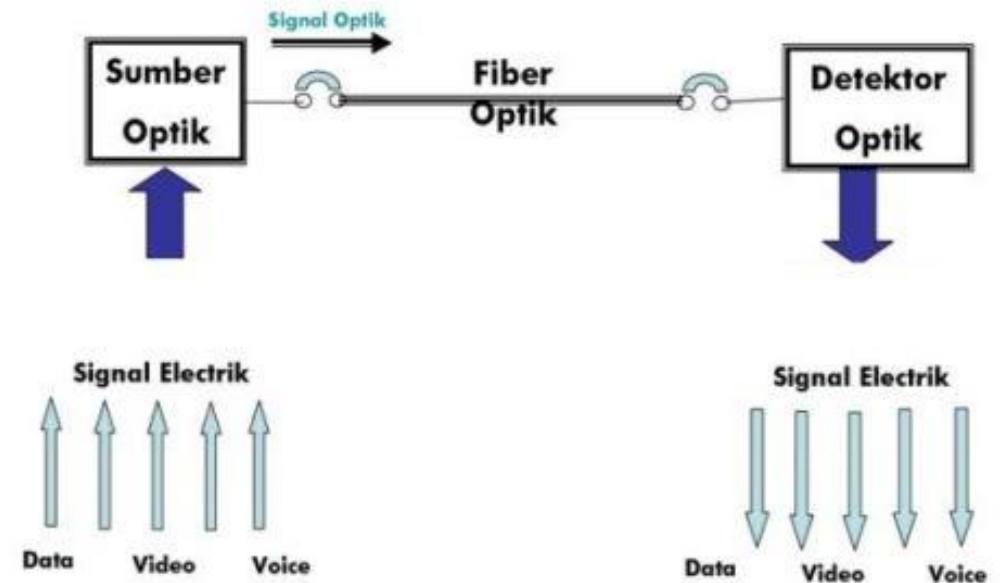 Signal Optik
Sumber
Optik
Fiber
Optik
Detektor
Optik
Signal Electrik
Data
Video
Voice
Signal Electrik
Data
Video
Voice